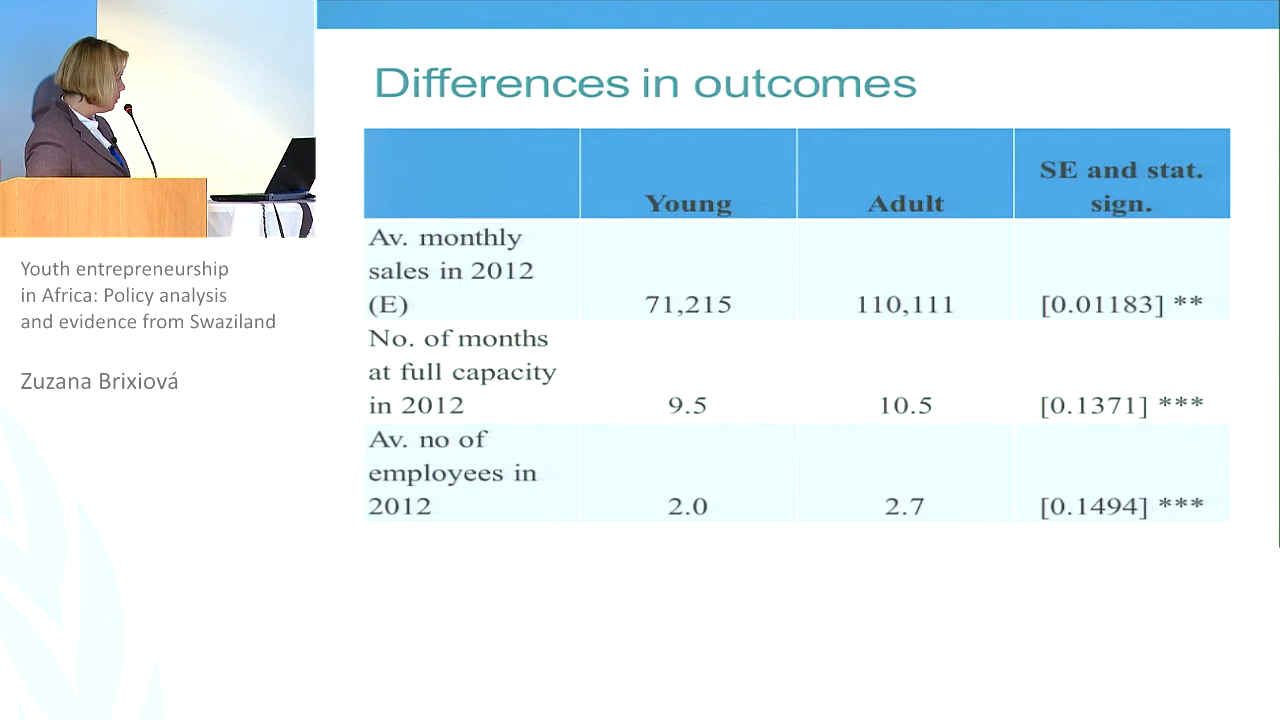 Differences in outcomes
Young
Adult
SE and stat.
sign.
Av. monthly
sales in 2012
(E)
71,215
110,111
[0.01183] **
No. of months
at full capacity
in 2012
9.5
10.5
[0.1371] ***
Av. no of
employees in
2012
2.0
2.7
[0.1494] ***
Youth entrepreneurship
in Africa: Policy analysis
and evidence from Swaziland
Zuzana Brixiová